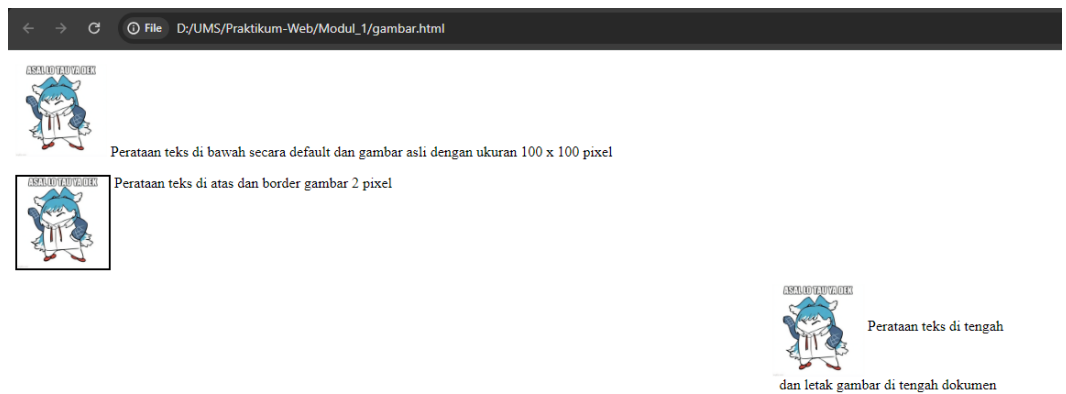 File D:/UMS/Praktikum-Web/Modul_1/gambar.html
ASAL LO TAU YA DEK
Perataan teks di bawah secara default dan gambar asli dengan ukuran 100 x 100 pixel
ASAL LO TAU YA DEK
Perataan teks di atas dan border gambar 2 pixel
ASAL LO TAU YA DEK
Perataan teks di tengah
dan letak gambar di tengah dokumen